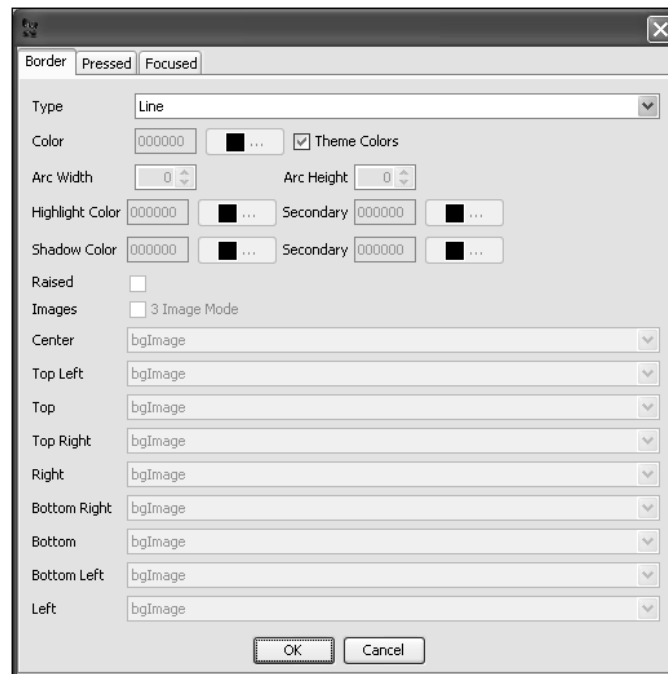 Border Pressed Focused
Type Line
Color 000000 ... Theme Colors
Arc Width 0 Arc Height 0
Highlight Color 000000 ... Secondary 000000 ...
Shadow Color 000000 ... Secondary 000000 ...
Raised
Images 3 Image Mode
Center bgImage
Top Left bgImage
Top bgImage
Top Right bgImage
Right bgImage
Bottom Right bgImage
Bottom bgImage
Bottom Left bgImage
Left bgImage
OK Cancel